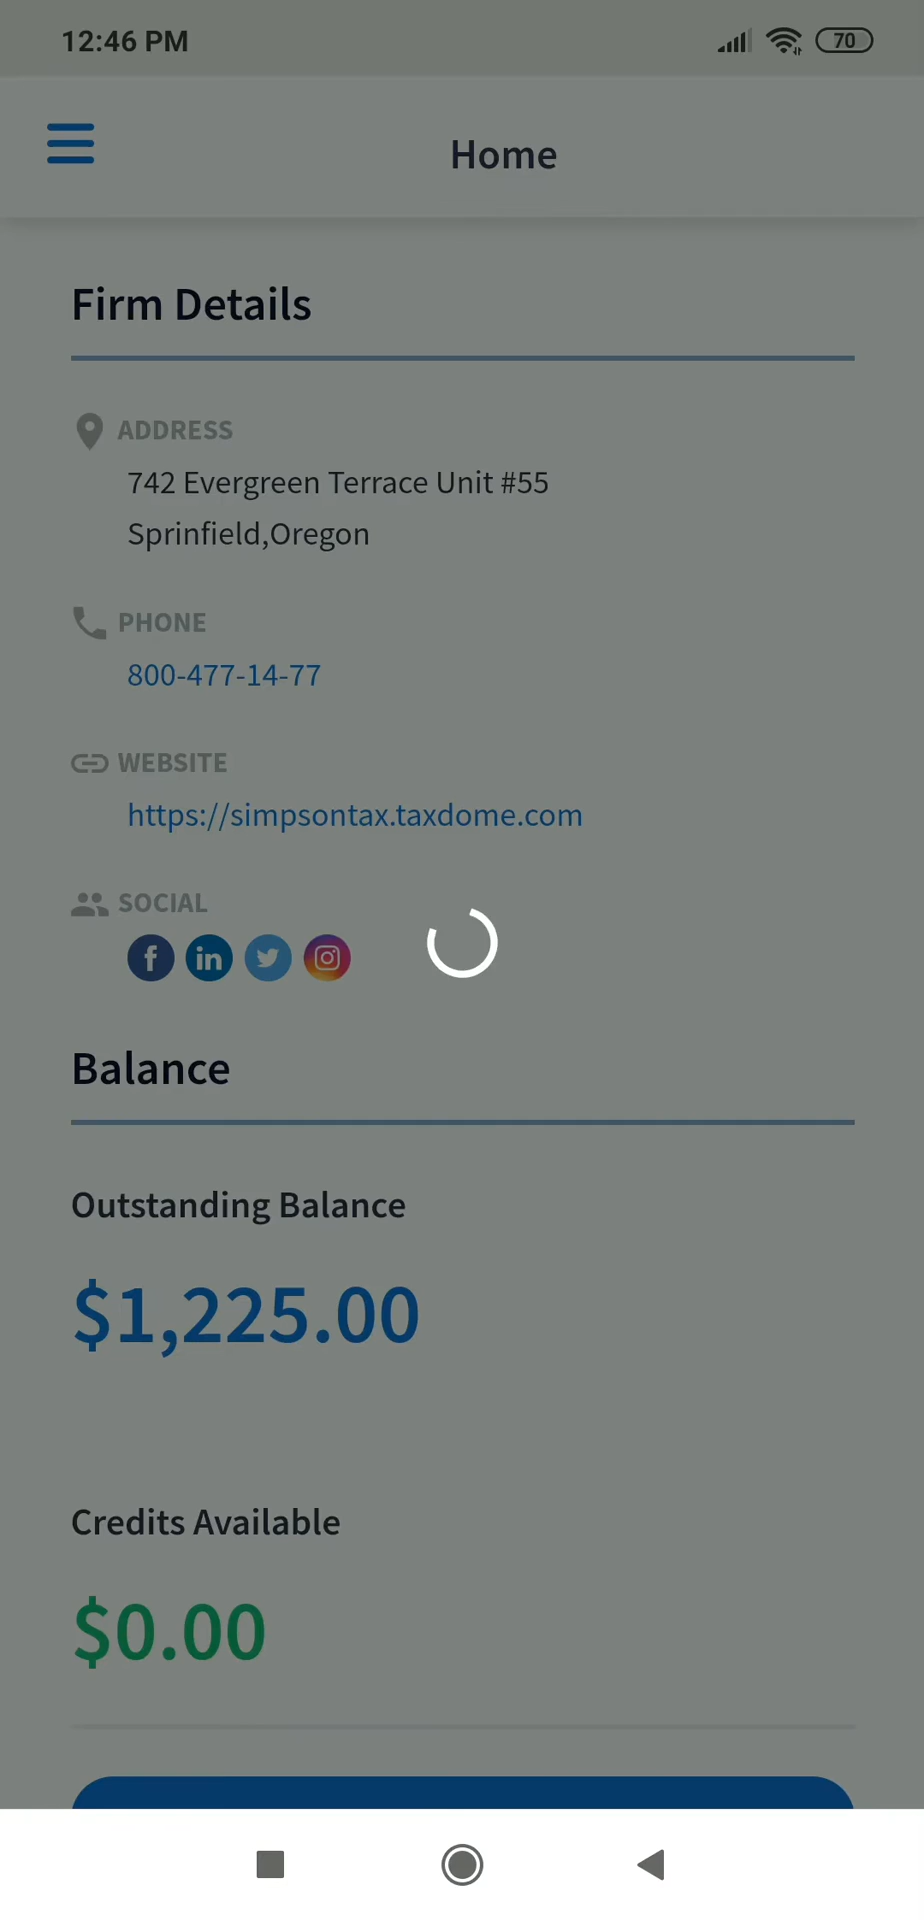 12:46 PM
70
Home
Firm Details
ADDRESS
742 Evergreen Terrace Unit #55
Sprinfield,Oregon
PHONE
800-477-14-77
WEBSITE
https://simpsontax.taxdome.com
SOCIAL
Balance
Outstanding Balance
$1,225.00
Credits Available
$0.00